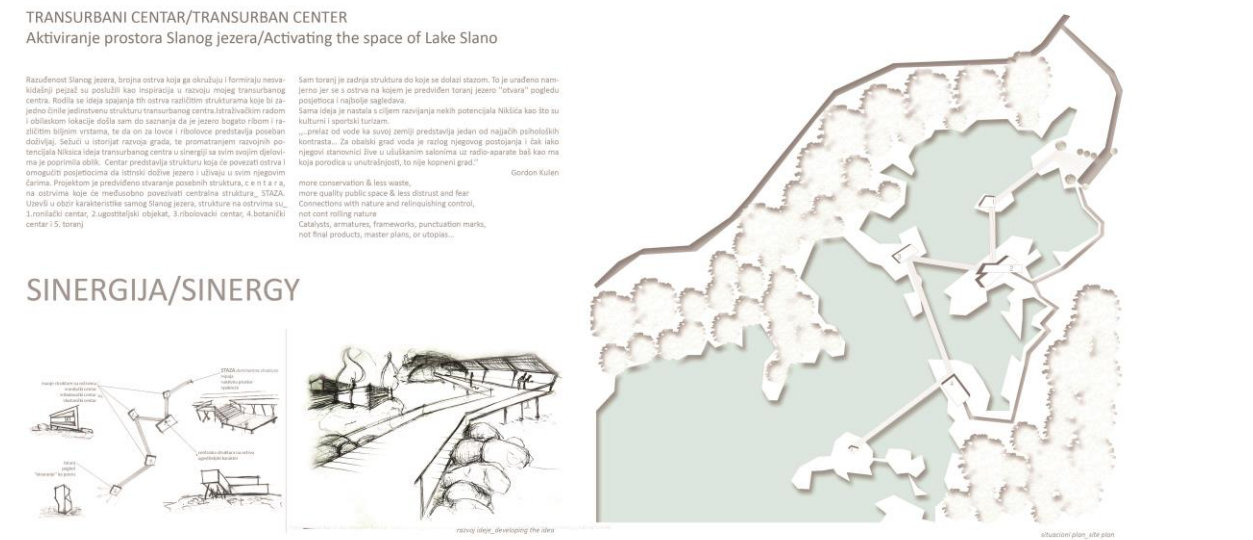 TRANSURBANI CENTAR/TRANSURBAN CENTER
Aktiviranje prostora Slanog jezera/Activating the space of Lake Slano
Razuđenost Slanog jezera, brojna ostrva koja ga okružuju i formiraju nesva-
kidašnji pejzaž su poslužili kao inspiracija u razvoju mojeg transurbanog
centra. Rodila se ideja spajanja tih ostrva različitim strukturama koje bi za-
jedno činile jedinstvenu strukturu transurbanog centra.Istraživačkim radom
i obilaskom lokacije došla sam do saznanja da je jezero bogato ribom i ra-
zličitim biljnim vrstama, te da on za lovce i ribolovce predstavlja poseban
doživljaj. Sežući u istorijat razvoja grada, te promatranjem razvojnih po-
tencijala Niksica ideja transurbanog centra u sinergiji sa svim svojim djelovi-
ma je poprimila oblik. Centar predstavlja strukturu koja će povezati ostrva i
omogućiti posjetiocima da istinski dožive jezero i uživaju u svim njegovim
čarima. Projektom je predviđeno stvaranje posebnih struktura, c e n t a r a,
na ostrvima koje će međusobno povezivati centralna struktura_ STAZA.
Uzevši u obzir karakteristike samog Slanog jezera, strukture na ostrvima su_
1.ronilački centar, 2.ugostiteljski objekat, 3.ribolovacki centar, 4.botanički
centar i 5. toranj
Sam toranj je zadnja struktura do koje se dolazi stazom. To je urađeno nam-
jerno jer se s ostrva na kojem je predviđen toranj jezero "otvara" pogledu
posjetioca i najbolje sagledava.
Sama ideja je nastala s ciljem razvijanja nekih potencijala Nikšića kao što su
kulturni i sportski turizam.
,,...prelaz od vode ka suvoj zemlji predstavlja jedan od najjačih psiholoških
kontrasta... Za obalski grad voda je razlog njegovog postojanja i čak iako
njegovi stanovnici žive u ušuškanim salonima uz radio-aparate baš kao ma
koja porodica u unutrašnjosti, to nije kopneni grad.''
Gordon Kulen
more conservation & less waste,
more quality public space & less distrust and fear
Connections with nature and relinquishing control,
not cont rolling nature
Catalysts, armatures, frameworks, punctuation marks,
not final products, master plans, or utopias...
SINERGIJA/SINERGY
STAZA
razvoj ideje_developing the idea
situacioni plan_site plan